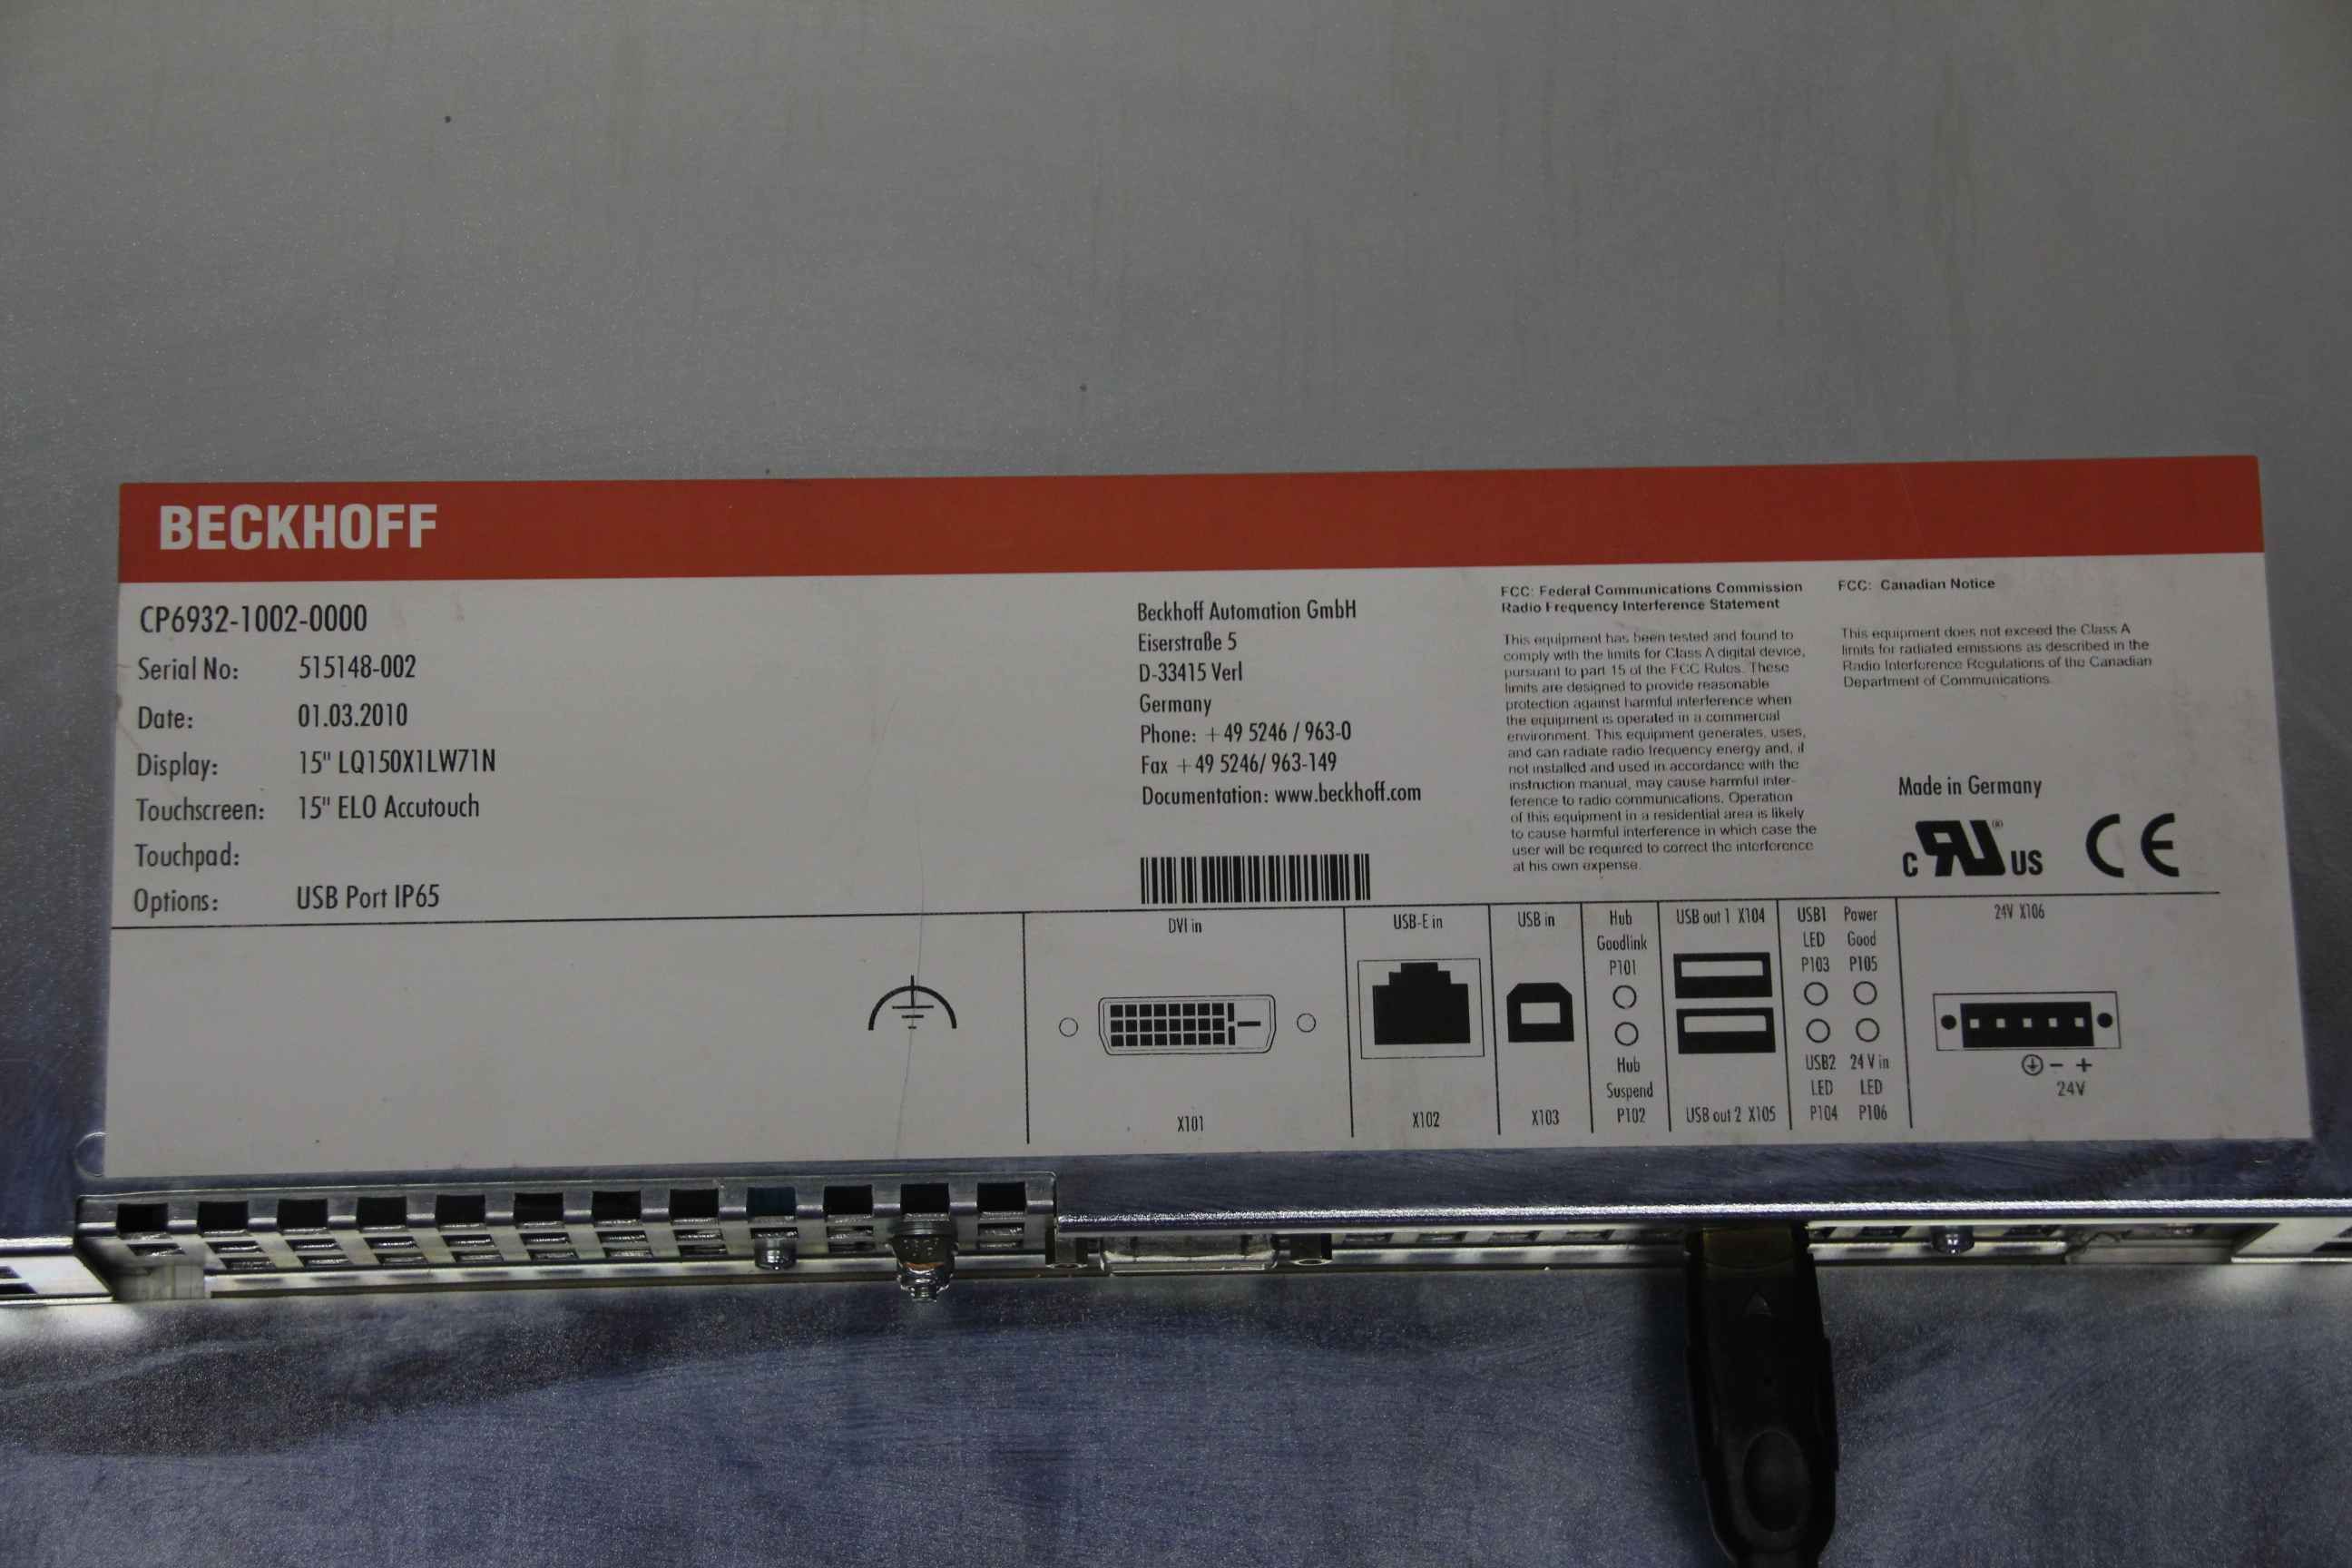 BECKHOFF
CP6932-1002-0000
Serial No: 515148-002
Date: 01.03.2010
Display: 15" LQ150X1LW71N
Touchscreen: 15" ELO Accutouch
Touchpad:
Options: USB Port IP65
Beckhoff Automation GmbH
Eiserstraße 5
D-33415 Verl
Germany
Phone: +49 5246 / 963-0
Fax +49 5246/ 963-149
Documentation: www.beckhoff.com
FCC: Federal Communications Commission
Radio Frequency Interference Statement
This equipment has been tested and found to
comply with the limits for Class A digital device,
pursuant to part 15 of the FCC Rules. These
limits are designed to provide reasonable
protection against harmful interference when
the equipment is operated in a commercial
environment. This equipment generates, uses,
and can radiate radio frequency energy and, if
not installed and used in accordance with the
instruction manual, may cause harmful inter-
ference to radio communications. Operation
of this equipment in a residential area is likely
to cause harmful interference in which case the
user will be required to correct the interference
at his own expense.
FCC: Canadian Notice
This equipment does not exceed the Class A
limits for radiated emissions as described in the
Radio Interference Regulations of the Canadian
Department of Communications.
Made in Germany
c RU ® US CE
DVI in
X101
USB-E in
X102
USB in
X103
Hub
Goodlink
P101
Hub
Suspend
P102
USB out 1 X104
USB out 2 X105
USB1 Power
LED Good
P103 P105
USB2 24 V in
LED LED
P104 P106
24V X106
- +
24V